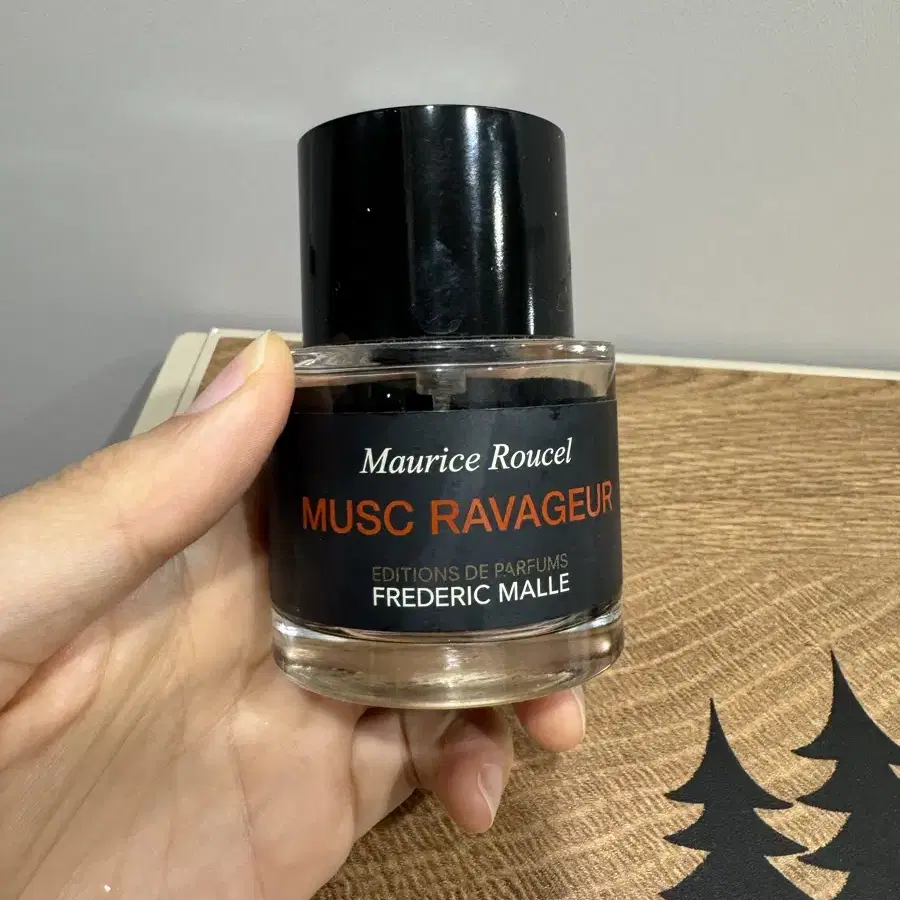 Maurice Roucel
MUSC RAVAGEUR
EDITIONS DE PARFUMS
FREDERIC MALLE